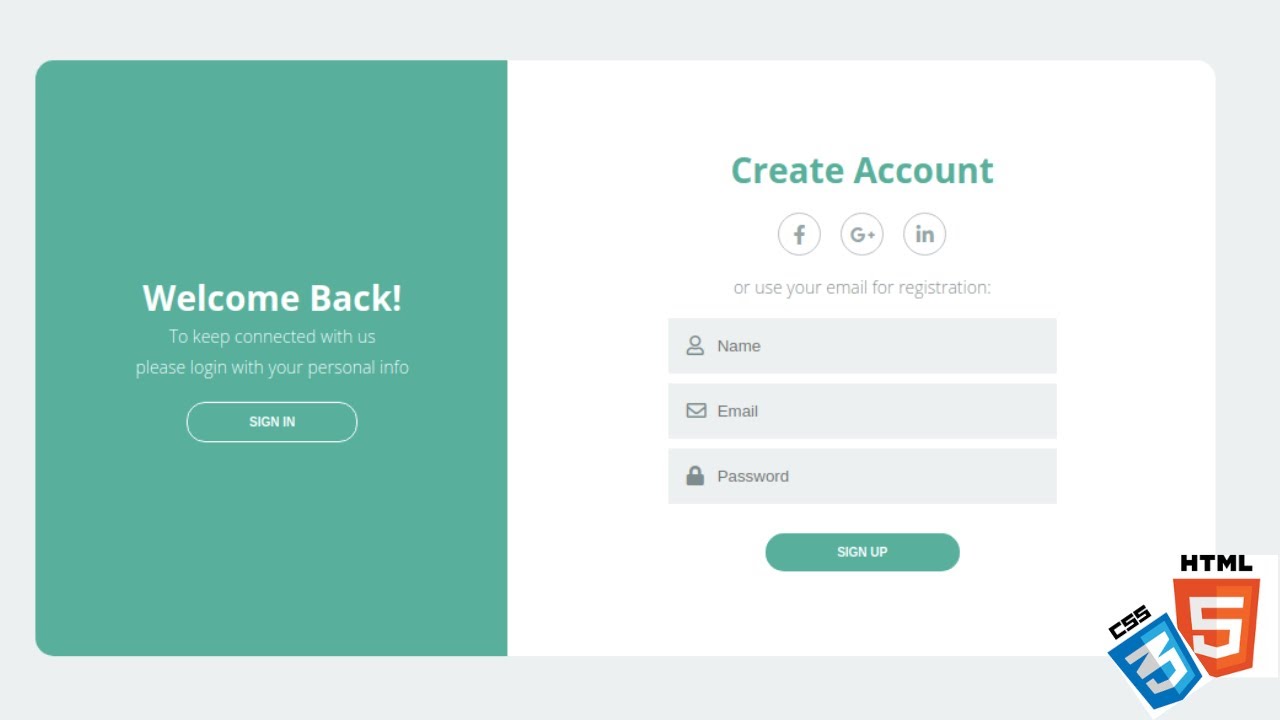 Welcome Back!
To keep connected with us
please login with your personal info
SIGN IN
Create Account
f
G+
in
or use your email for registration:
Name
Email
Password
SIGN UP
HTML
5
CSS
3